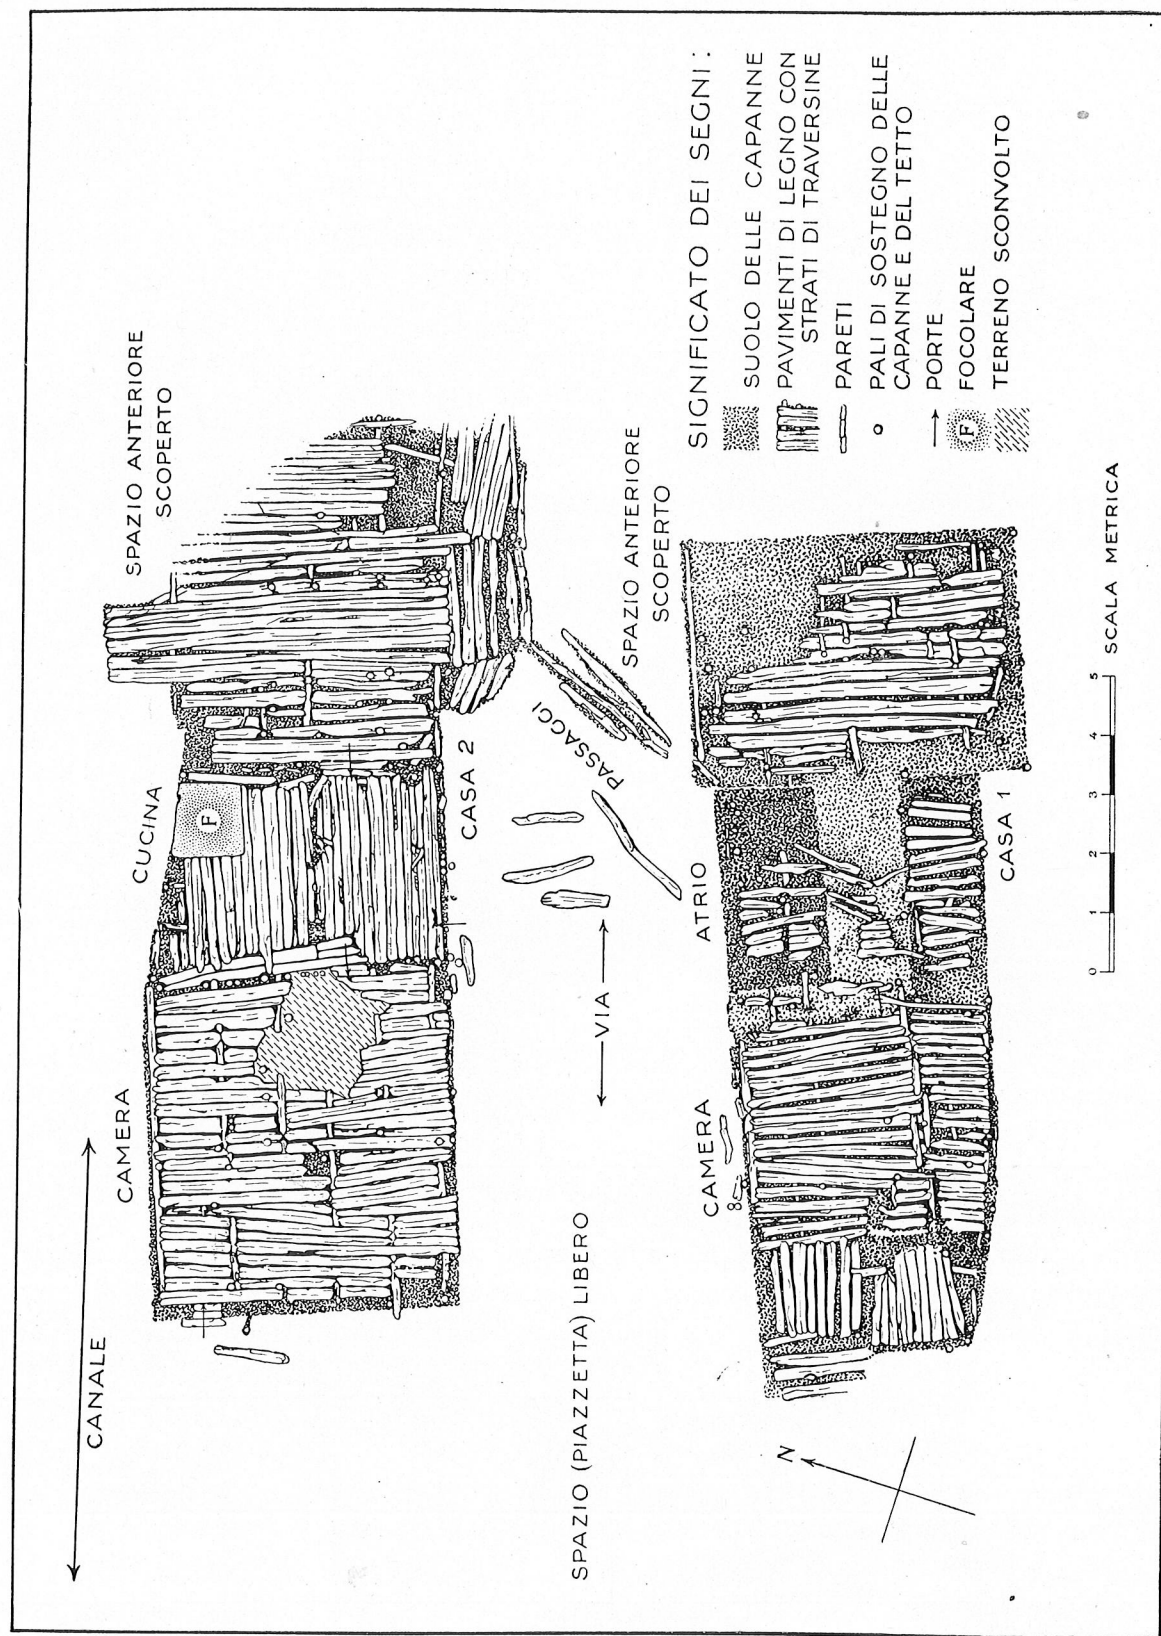 CANALE
CAMERA
CUCINA
SPAZIO ANTERIORE
SCOPERTO
F
CASA 2
PASSAGGI
VIA
SPAZIO (PIAZZETTA) LIBERO
SPAZIO ANTERIORE
SCOPERTO
CAMERA
ATRIO
CASA 1
N
SIGNIFICATO DEI SEGNI:
SUOLO DELLE CAPANNE
PAVIMENTI DI LEGNO CON
STRATI DI TRAVERSINE
PARETI
PALI DI SOSTEGNO DELLE
CAPANNE E DEL TETTO
PORTE
F FOCOLARE
TERRENO SCONVOLTO
0 1 2 3 4 5
SCALA METRICA